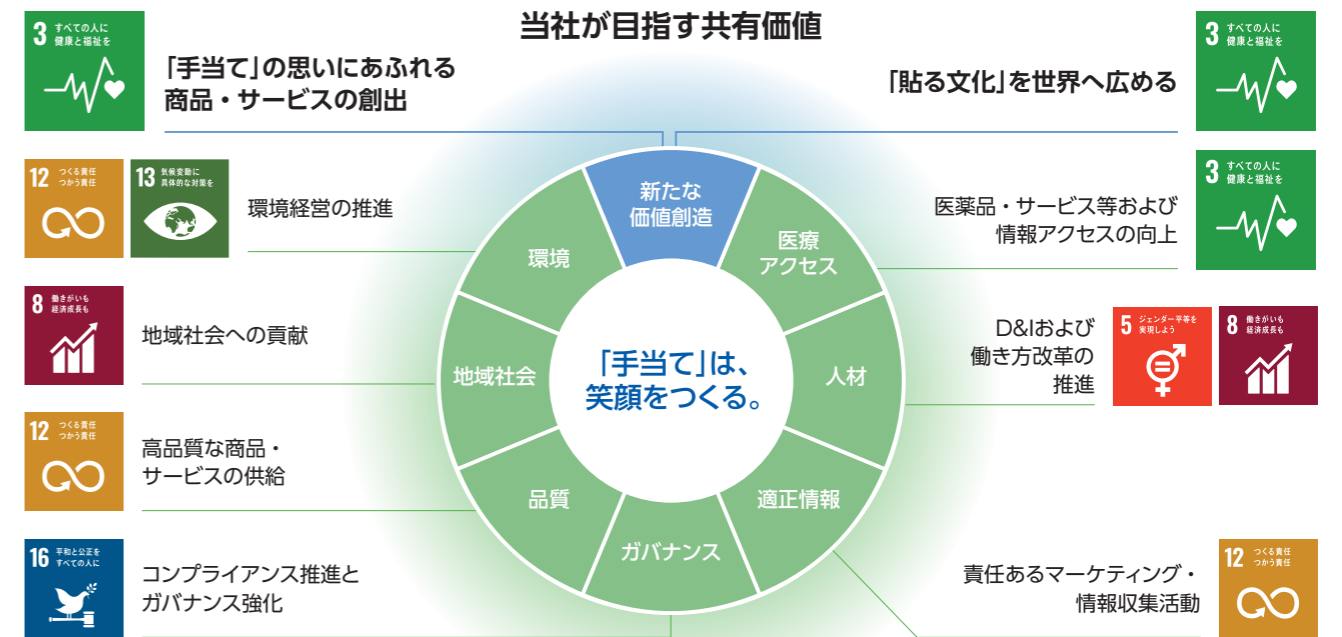 当社が目指す共有価値
3 すべての人に
健康と福祉を
「手当て」の思いにあふれる
商品・サービスの創出
「貼る文化」を世界へ広める
3 すべての人に
健康と福祉を
12 つくる責任
つかう責任
13 気候変動に
具体的な対策を
環境経営の推進
8 働きがいも
経済成長も
地域社会への貢献
12 つくる責任
つかう責任
高品質な商品・
サービスの供給
16 平和と公正を
すべての人に
コンプライアンス推進と
ガバナンス強化
新たな
価値創造
医療
アクセス
人材
適正情報
ガバナンス
品質
地域社会
環境
「手当て」は、
笑顔をつくる。
医薬品・サービス等および
情報アクセスの向上
3 すべての人に
健康と福祉を
D&Iおよび
働き方改革の
推進
5 ジェンダー平等を
実現しよう
8 働きがいも
経済成長も
責任あるマーケティング・
情報収集活動
12 つくる責任
つかう責任